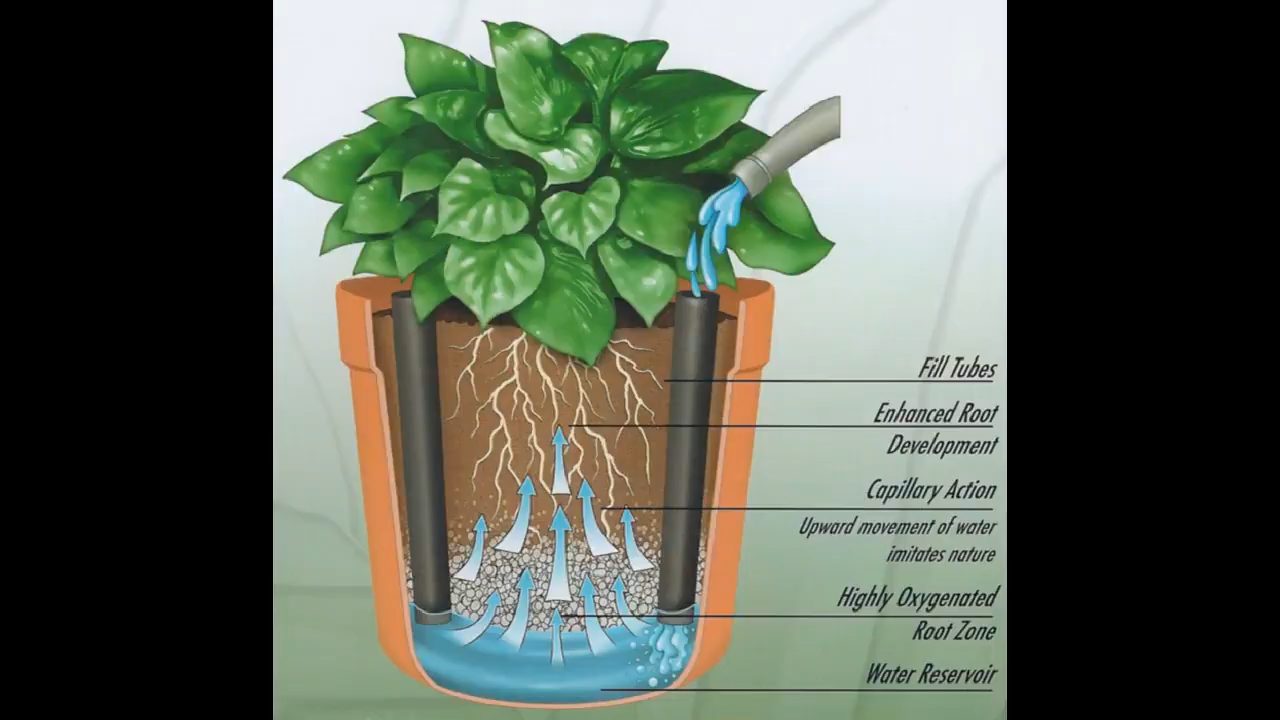 Fill Tubes
Enhanced Root
Development
Capillary Action
Upward movement of water
imitates nature
Highly Oxygenated
Root Zone
Water Reservoir